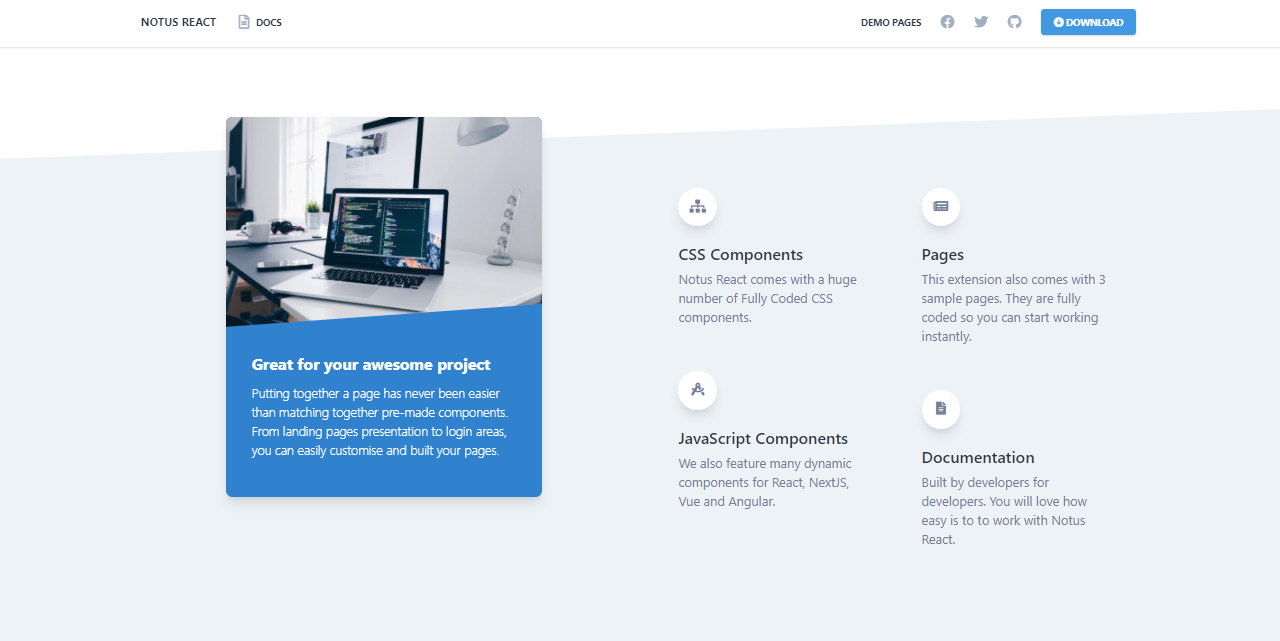 NOTUS REACT
DOCS
DEMO PAGES
DOWNLOAD
Great for your awesome project
Putting together a page has never been easier
than matching together pre-made components.
From landing pages presentation to login areas,
you can easily customise and built your pages.
CSS Components
Notus React comes with a huge
number of Fully Coded CSS
components.
JavaScript Components
We also feature many dynamic
components for React, NextJS,
Vue and Angular.
Pages
This extension also comes with 3
sample pages. They are fully
coded so you can start working
instantly.
Documentation
Built by developers for
developers. You will love how
easy is to to work with Notus
React.